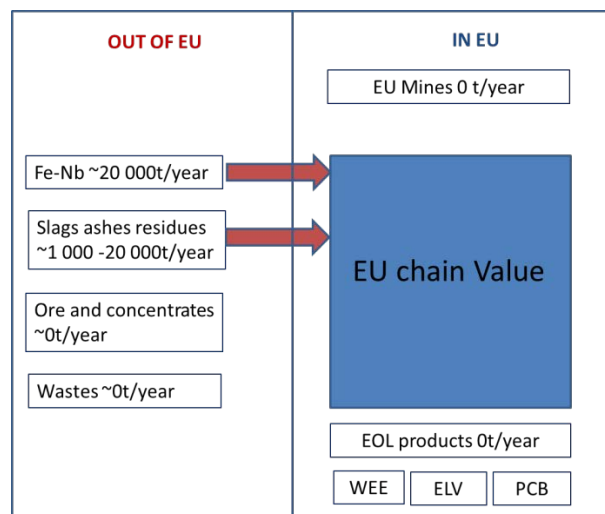 OUT OF EU
IN EU
EU Mines 0 t/year
Fe-Nb ~20 000t/year
Slags ashes residues
~1 000 -20 000t/year
EU chain Value
Ore and concentrates
~0t/year
Wastes ~0t/year
EOL products 0t/year
WEE
ELV
PCB